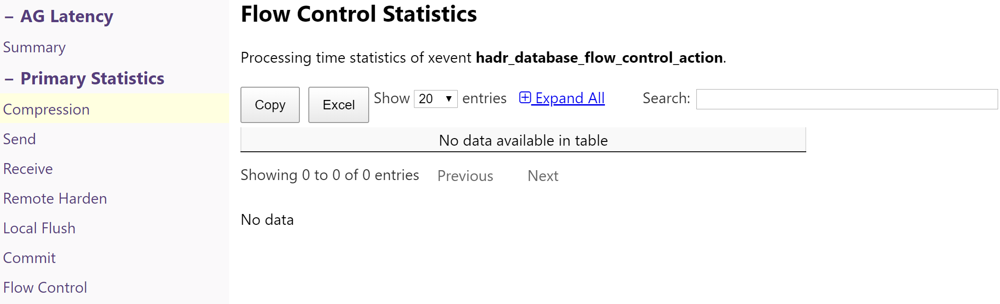 − AG Latency
Summary
− Primary Statistics
Compression
Send
Receive
Remote Harden
Local Flush
Commit
Flow Control
Flow Control Statistics
Processing time statistics of xevent hadr_database_flow_control_action.
Copy Excel Show 20 entries Expand All Search:
No data available in table
Showing 0 to 0 of 0 entries Previous Next
No data